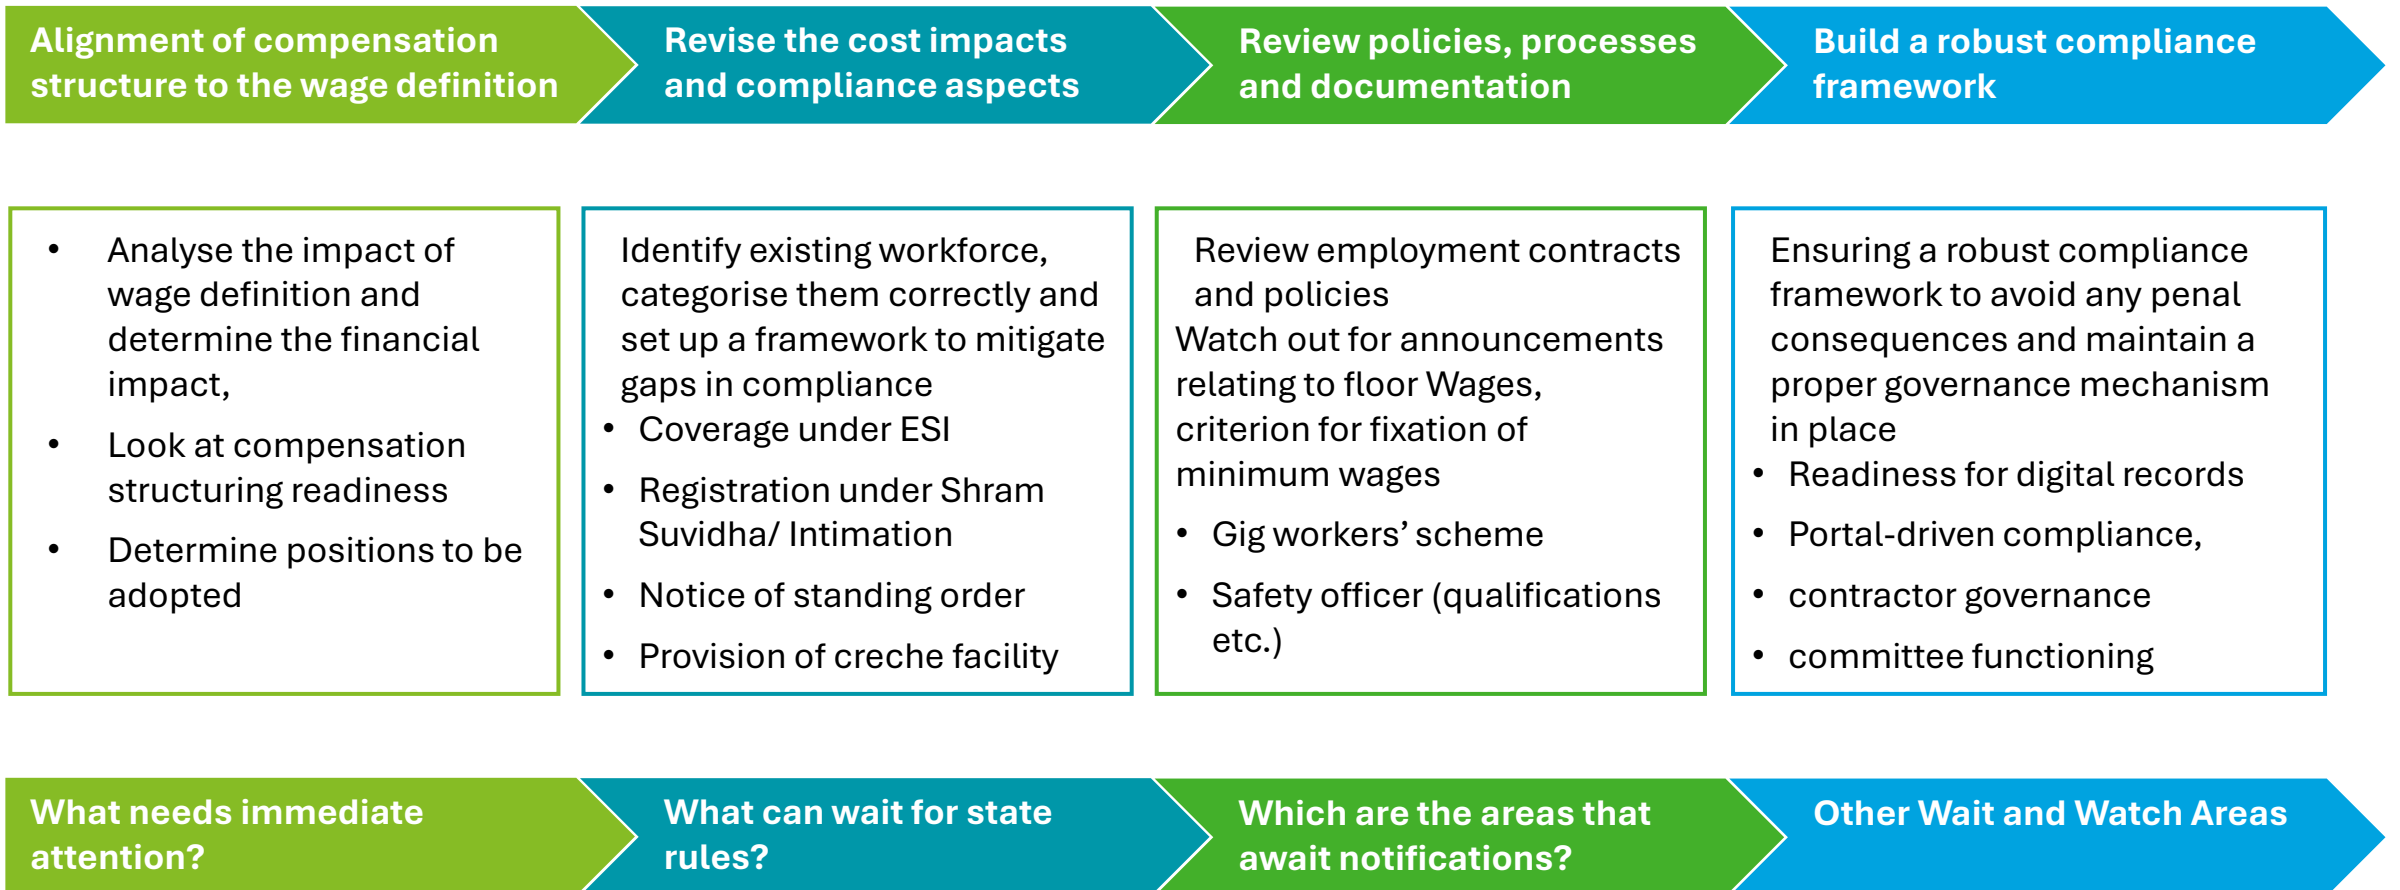 Alignment of compensation
structure to the wage definition
Revise the cost impacts
and compliance aspects
Review policies, processes
and documentation
Build a robust compliance
framework
• Analyse the impact of
wage definition and
determine the financial
impact,
• Look at compensation
structuring readiness
• Determine positions to be
adopted
Identify existing workforce,
categorise them correctly and
set up a framework to mitigate
gaps in compliance
• Coverage under ESI
• Registration under Shram
Suvidha/ Intimation
• Notice of standing order
• Provision of creche facility
Review employment contracts
and policies
Watch out for announcements
relating to floor Wages,
criterion for fixation of
minimum wages
• Gig workers’ scheme
• Safety officer (qualifications
etc.)
Ensuring a robust compliance
framework to avoid any penal
consequences and maintain a
proper governance mechanism
in place
• Readiness for digital records
• Portal-driven compliance,
• contractor governance
• committee functioning
What needs immediate
attention?
What can wait for state
rules?
Which are the areas that
await notifications?
Other Wait and Watch Areas